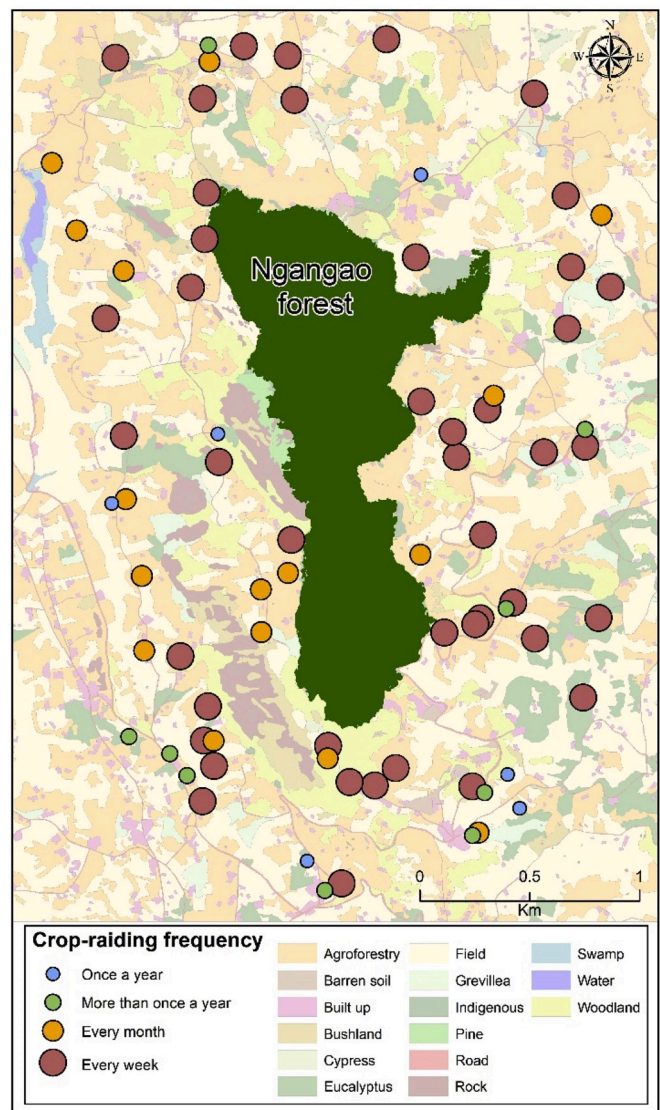 N
W E
S
Ngangao
forest
0 0.5 1
Km
Crop-raiding frequency
Once a year
More than once a year
Every month
Every week
Agroforestry
Barren soil
Built up
Bushland
Cypress
Eucalyptus
Field
Grevillea
Indigenous
Pine
Road
Rock
Swamp
Water
Woodland